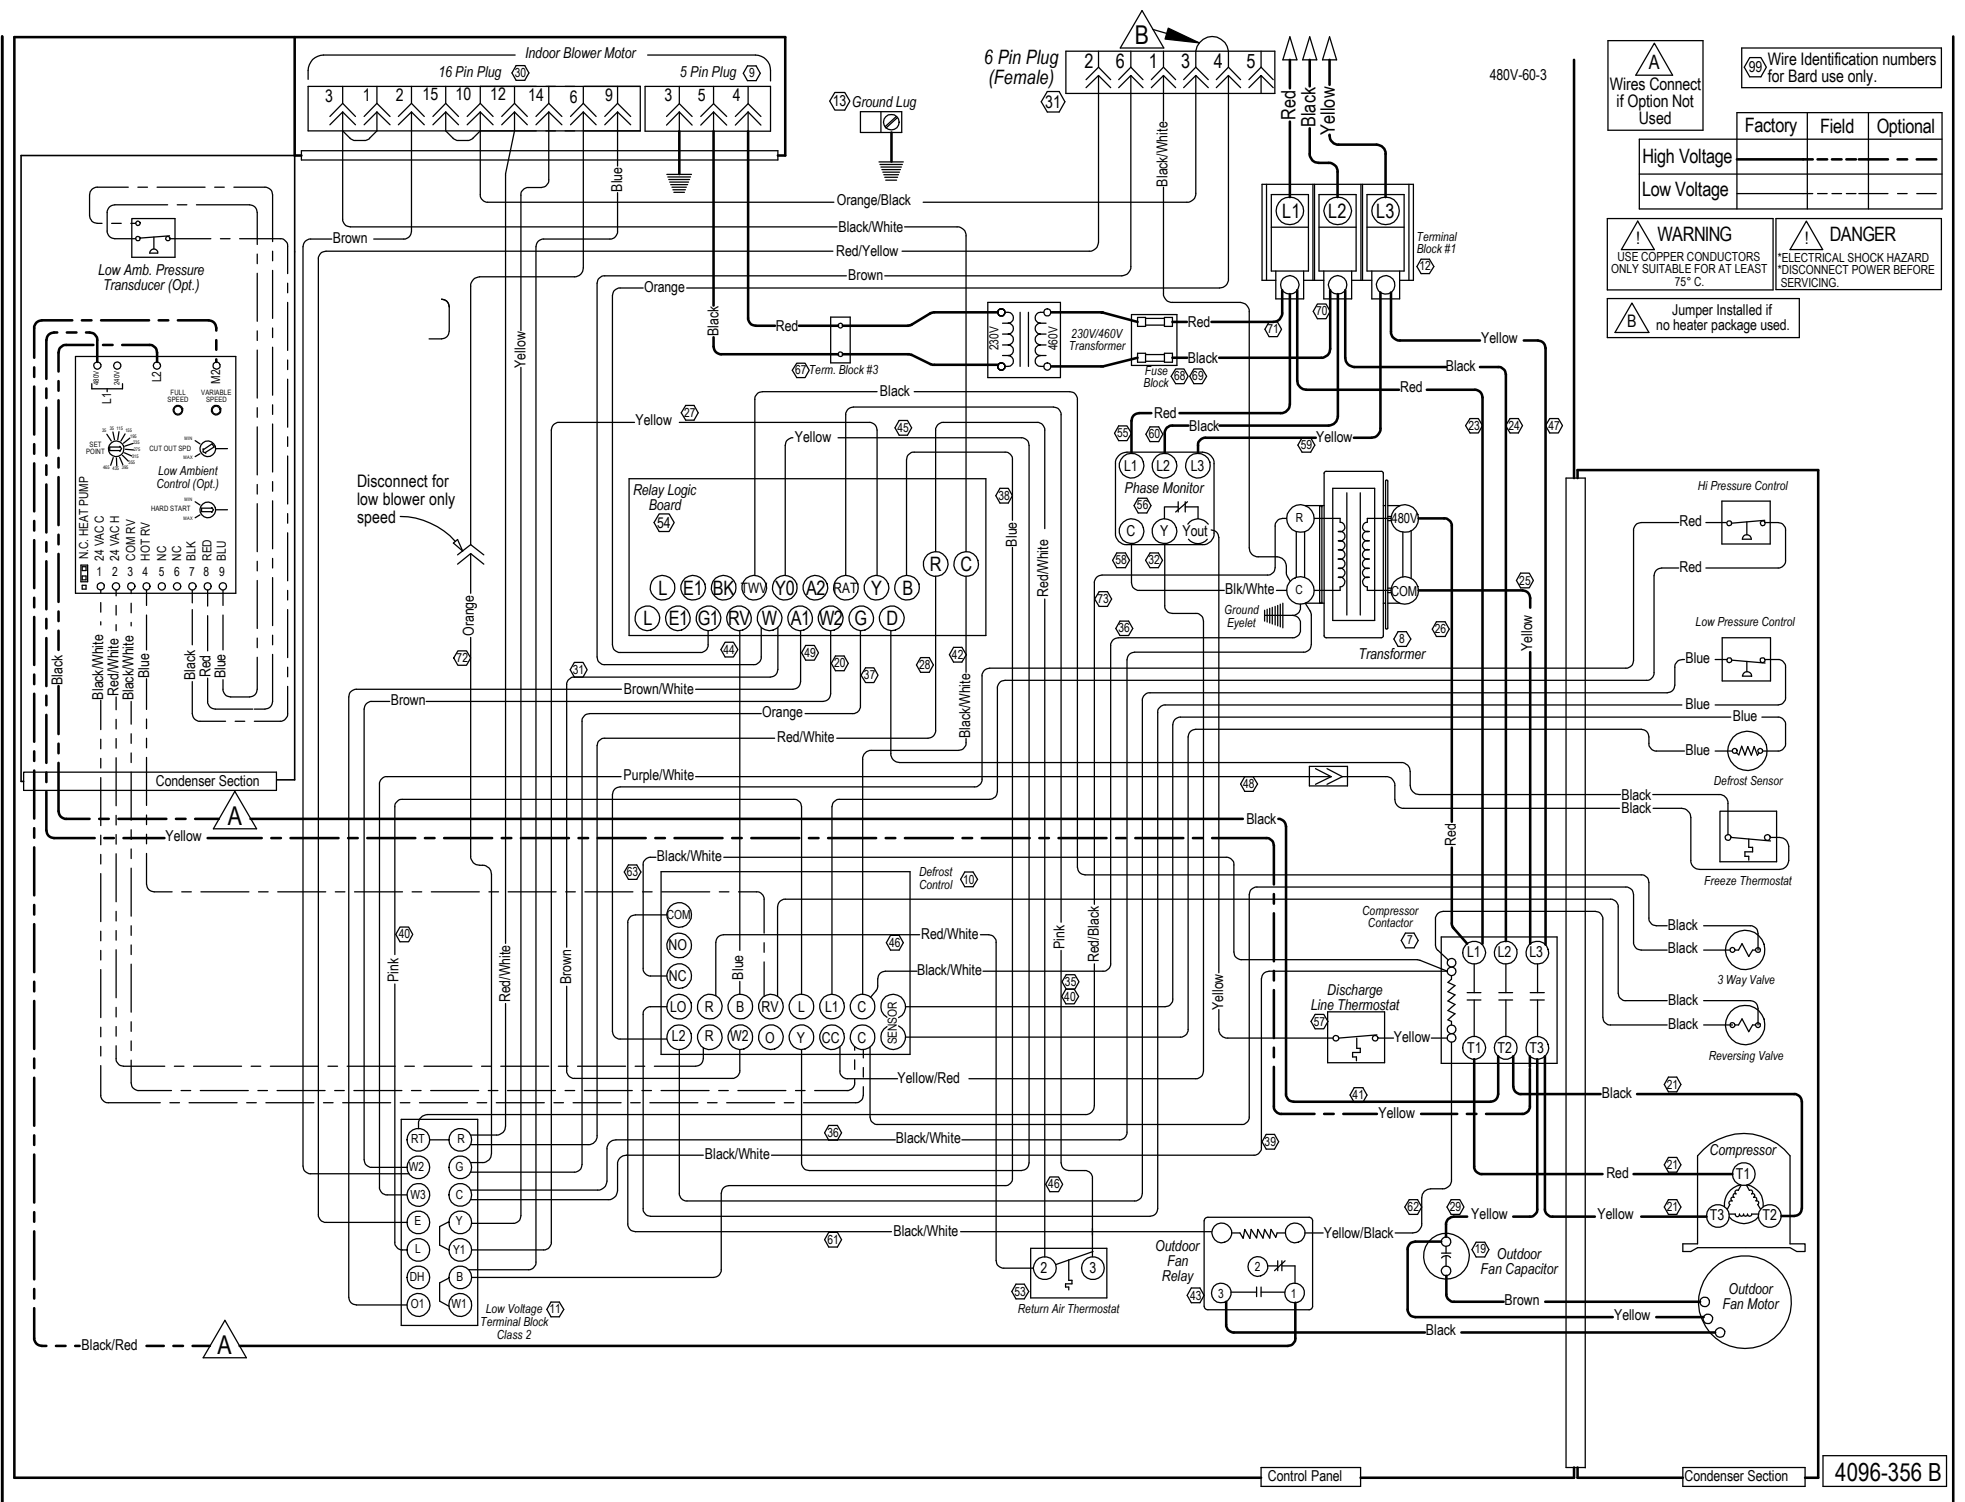 Indoor Blower Motor
16 Pin Plug 30
5 Pin Plug 9
3 1 2 15 10 12 14 6 9
3 5 4
13 Ground Lug
6 Pin Plug
(Female)
31
2 6 1 3 4 5
B
Red
Black
Yellow
480V-60-3
A
Wires Connect
if Option Not
Used
99 Wire Identification numbers
for Bard use only.
Factory Field Optional
High Voltage
Low Voltage
! WARNING
USE COPPER CONDUCTORS
ONLY SUITABLE FOR AT LEAST
75° C.
! DANGER
*ELECTRICAL SHOCK HAZARD
*DISCONNECT POWER BEFORE
SERVICING.
B
Jumper Installed if
no heater package used.
Low Amb. Pressure
Transducer (Opt.)
Brown
Blue
Black/White
Orange/Black
Black/White
Red/Yellow
Brown
Orange
L1 L2 L3
Terminal
Block #1
12
480V
240V
L1
L2
M2
FULL
SPEED
VARIABLE
SPEED
SET
POINT
CUT OUT SPD
MIN
MAX
Low Ambient
Control (Opt.)
HARD START
MIN
MAX
N.C. HEAT PUMP
24 VAC C
24 VAC H
COM RV
HOT RV
NC
NC
BLK
RED
BLU
1 2 3 4 5 6 7 8 9
Black
Black/White
Red/White
Black/White
Blue
Black
Red
Blue
Yellow
Black
Red
67 Term. Block #3
230V
460V
230V/460V
Transformer
Fuse
Block
68 69
Red
Black
71
70
Yellow
Black
Red
Disconnect for
low blower only
speed
Orange
72
Black
Yellow 27
45
Yellow
Relay Logic
Board
54
38
Blue
Red/White
R C
L E1 BK TWV Y0 A2 RAT Y B
L E1 G1 RV W A1 W2 G D
44 49 20 37 28 42
31
Brown/White
Brown
Orange
Red/White
Black/White
Purple/White
Red
Black
Yellow
55 60 59
L1 L2 L3
Phase Monitor
56
C Y Yout
58 32
Blk/Whte
Ground
Eyelet
73
36
R
C
480V
COM
8
Transformer
26
25
Yellow
23 24 47
Hi Pressure Control
Red
Red
Low Pressure Control
Blue
Blue
Blue
Blue
Defrost Sensor
Black
Black
Freeze Thermostat
Condenser Section
A
Yellow
48
Black
Red
Black/White
63
Defrost
Control 10
COM
NO
NC
46
Red/White
Black/White
Blue
LO R B RV L L1 C SENSOR
L2 R W2 O Y CC C
Yellow/Red
40
Pink
Red/White
Brown
Red/Black
Pink
35
40
Yellow
Compressor
Contactor
7
L1 L2 L3
T1 T2 T3
Discharge
Line Thermostat
57
Yellow
Black
Black
3 Way Valve
Black
Black
Reversing Valve
41
Yellow
Black 21
RT R
W2 G
W3 C
E Y
L Y1
DH B
O1 W1
Low Voltage 11
Terminal Block
Class 2
36
Black/White
Black/White
39
46
Black/White
61
2 3
53
Return Air Thermostat
Outdoor
Fan
Relay
43
2
3 1
Yellow/Black
62 29
Yellow
19 Outdoor
Fan Capacitor
Red 21
Yellow 21
Compressor
T1
T3 T2
Brown
Yellow
Black
Outdoor
Fan Motor
Black/Red
A
Control Panel
Condenser Section
4096-356 B